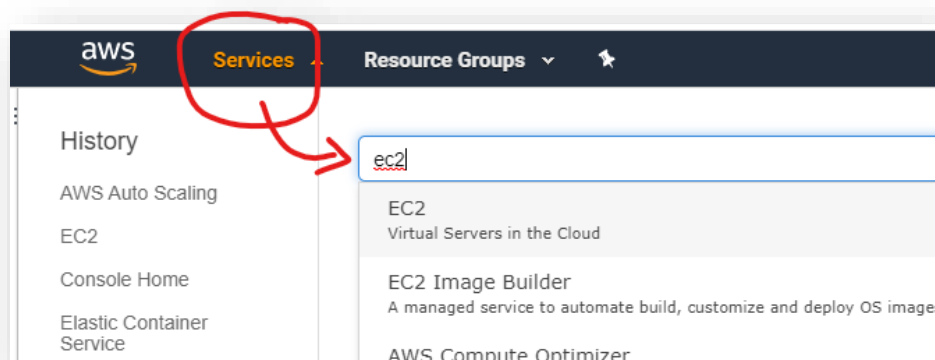 aws
Services
Resource Groups
History
AWS Auto Scaling
EC2
Console Home
Elastic Container
Service
ec2
EC2
Virtual Servers in the Cloud
EC2 Image Builder
A managed service to automate build, customize and deploy OS image
AWS Compute Optimizer